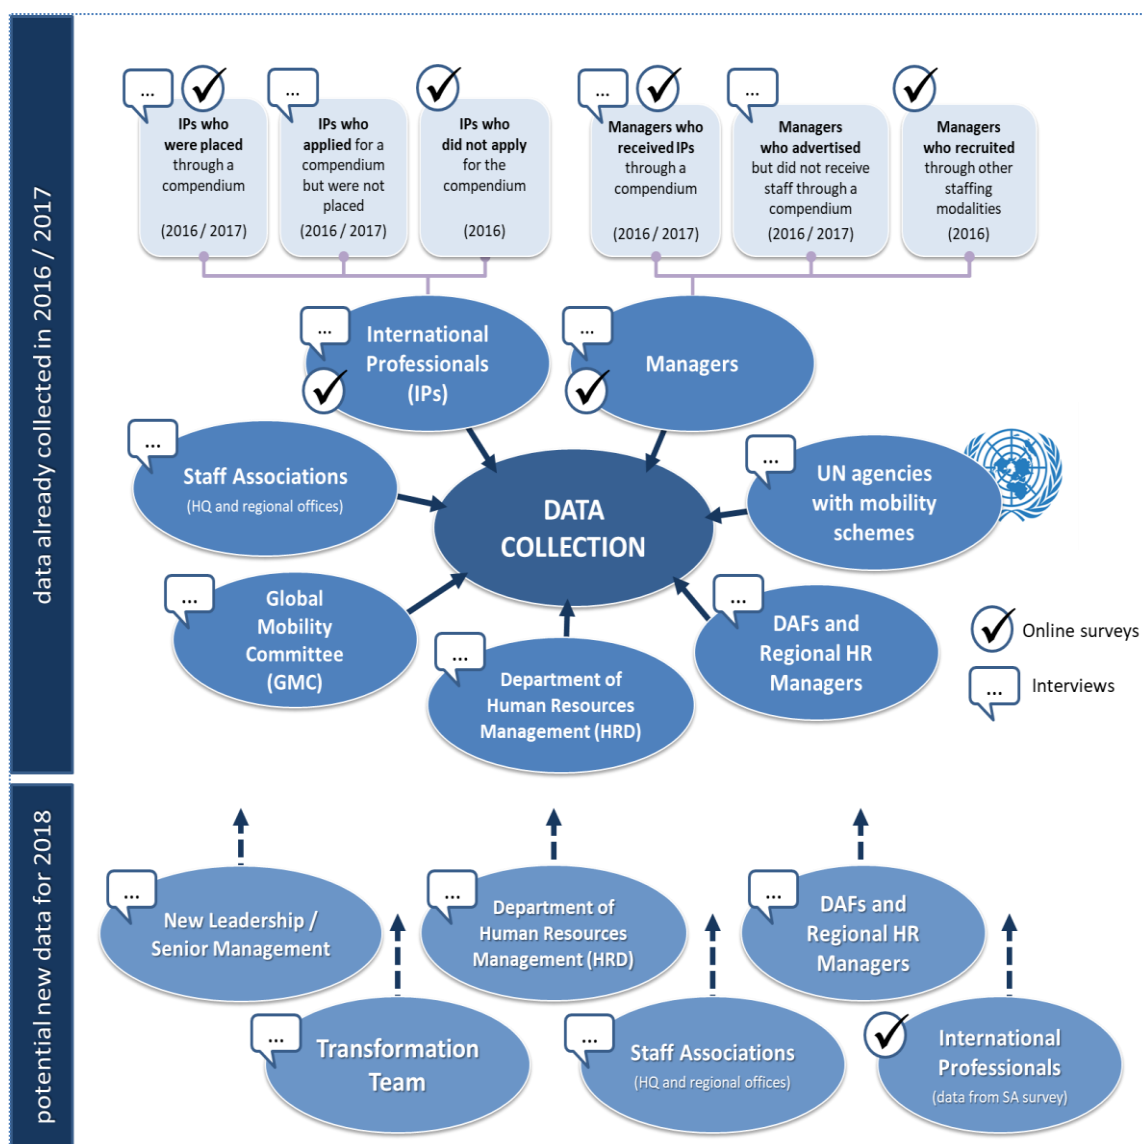 data already collected in 2016 / 2017
...
IPs who
were placed
through a
compendium
(2016 / 2017)
...
IPs who
applied for a
compendium
but were not
placed
(2016 / 2017)
IPs who
did not apply
for the
compendium
(2016)
...
Managers who
received IPs
through a
compendium
(2016 / 2017)
...
Managers
who advertised
but did not receive
staff through a
compendium
(2016 / 2017)
Managers
who recruited
through other
staffing
modalities
(2016)
...
International
Professionals
(IPs)
...
Managers
...
Staff Associations
(HQ and regional offices)
DATA
COLLECTION
...
UN agencies
with mobility
schemes
...
Global
Mobility
Committee
(GMC)
...
Department of
Human Resources
Management (HRD)
...
DAFs and
Regional HR
Managers
Online surveys
...
Interviews
potential new data for 2018
...
New Leadership /
Senior Management
...
Department of
Human Resources
Management (HRD)
...
DAFs and
Regional HR
Managers
...
Transformation
Team
...
Staff Associations
(HQ and regional offices)
International
Professionals
(data from SA survey)